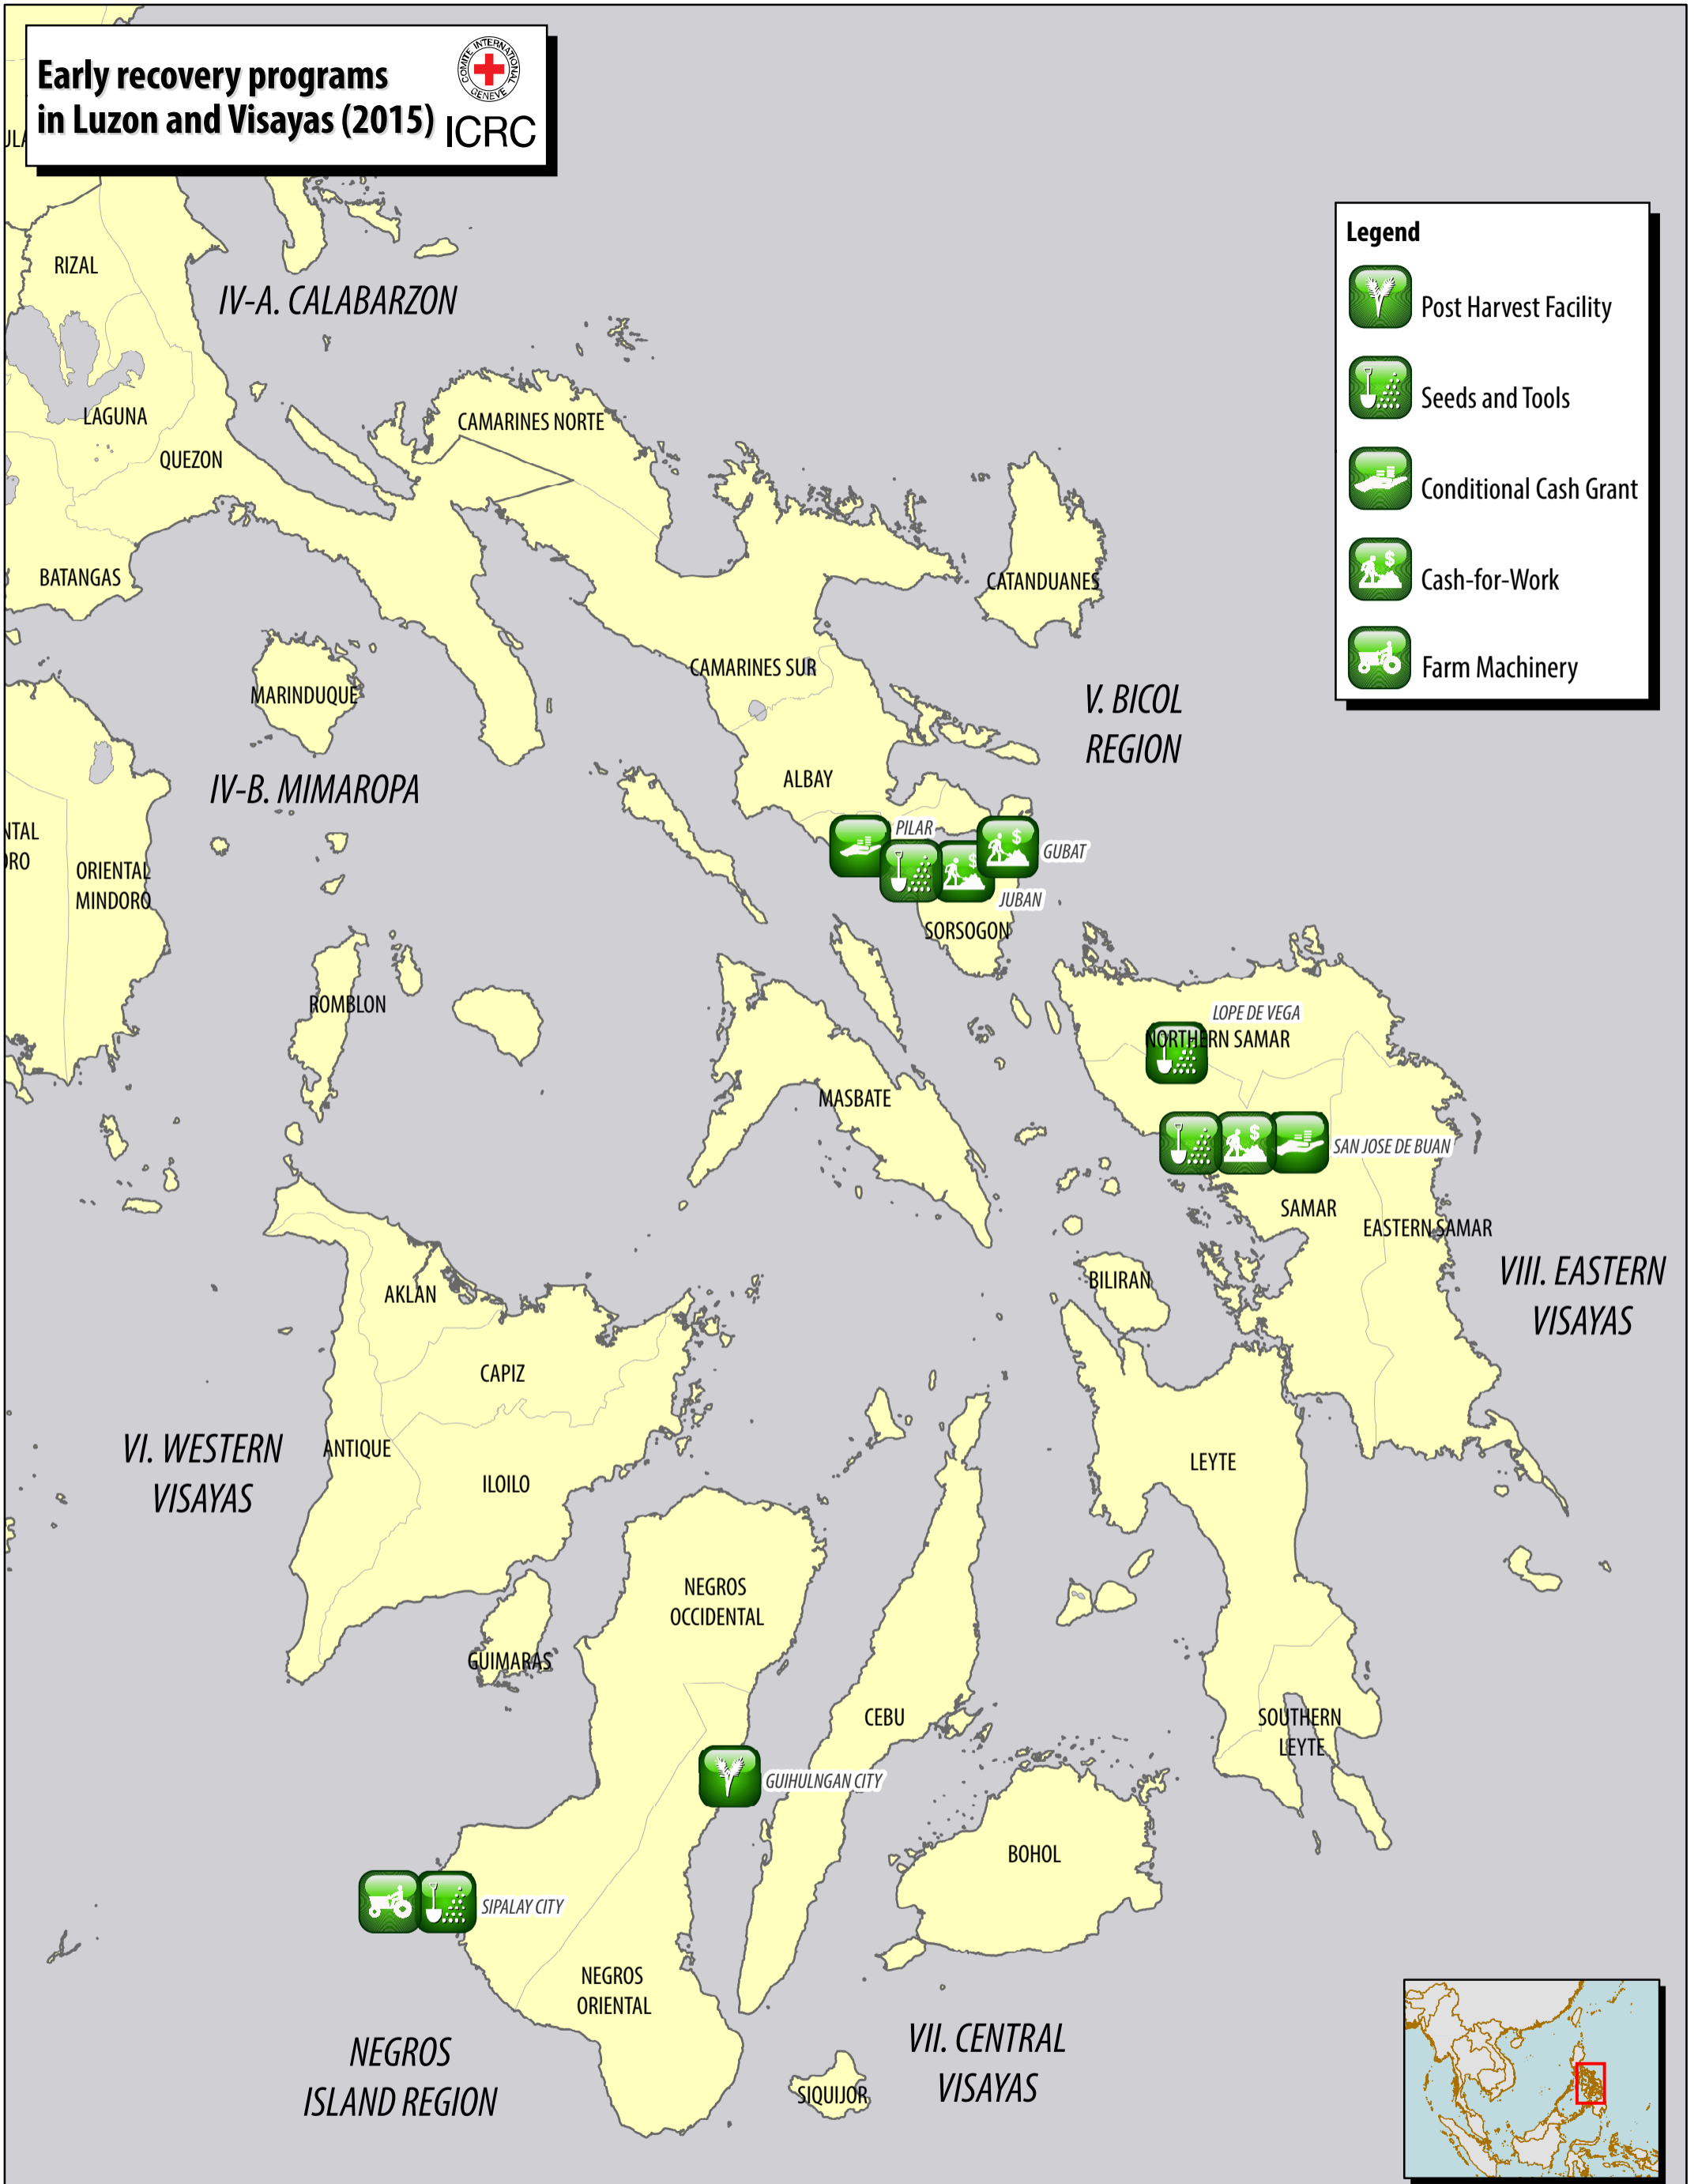 Early recovery programs
in Luzon and Visayas (2015)
COMITE INTERNATIONAL
GENEVE
ICRC
Legend
Post Harvest Facility
Seeds and Tools
Conditional Cash Grant
Cash-for-Work
Farm Machinery
RIZAL
IV-A. CALABARZON
LAGUNA
CAMARINES NORTE
QUEZON
BATANGAS
CATANDUANES
CAMARINES SUR
MARINDUQUE
V. BICOL
REGION
IV-B. MIMAROPA
ALBAY
PILAR
GUBAT
JUBAN
SORSOGON
NTAL
ORO
ORIENTAL
MINDORO
ROMBLON
LOPE DE VEGA
NORTHERN SAMAR
MASBATE
SAN JOSE DE BUAN
SAMAR
EASTERN SAMAR
BILIRAN
VIII. EASTERN
VISAYAS
AKLAN
CAPIZ
ANTIQUE
VI. WESTERN
VISAYAS
ILOILO
LEYTE
NEGROS
OCCIDENTAL
GUIMARAS
CEBU
SOUTHERN
LEYTE
GUIHULNGAN CITY
BOHOL
SIPALAY CITY
NEGROS
ORIENTAL
NEGROS
ISLAND REGION
VII. CENTRAL
VISAYAS
SIQUIJOR